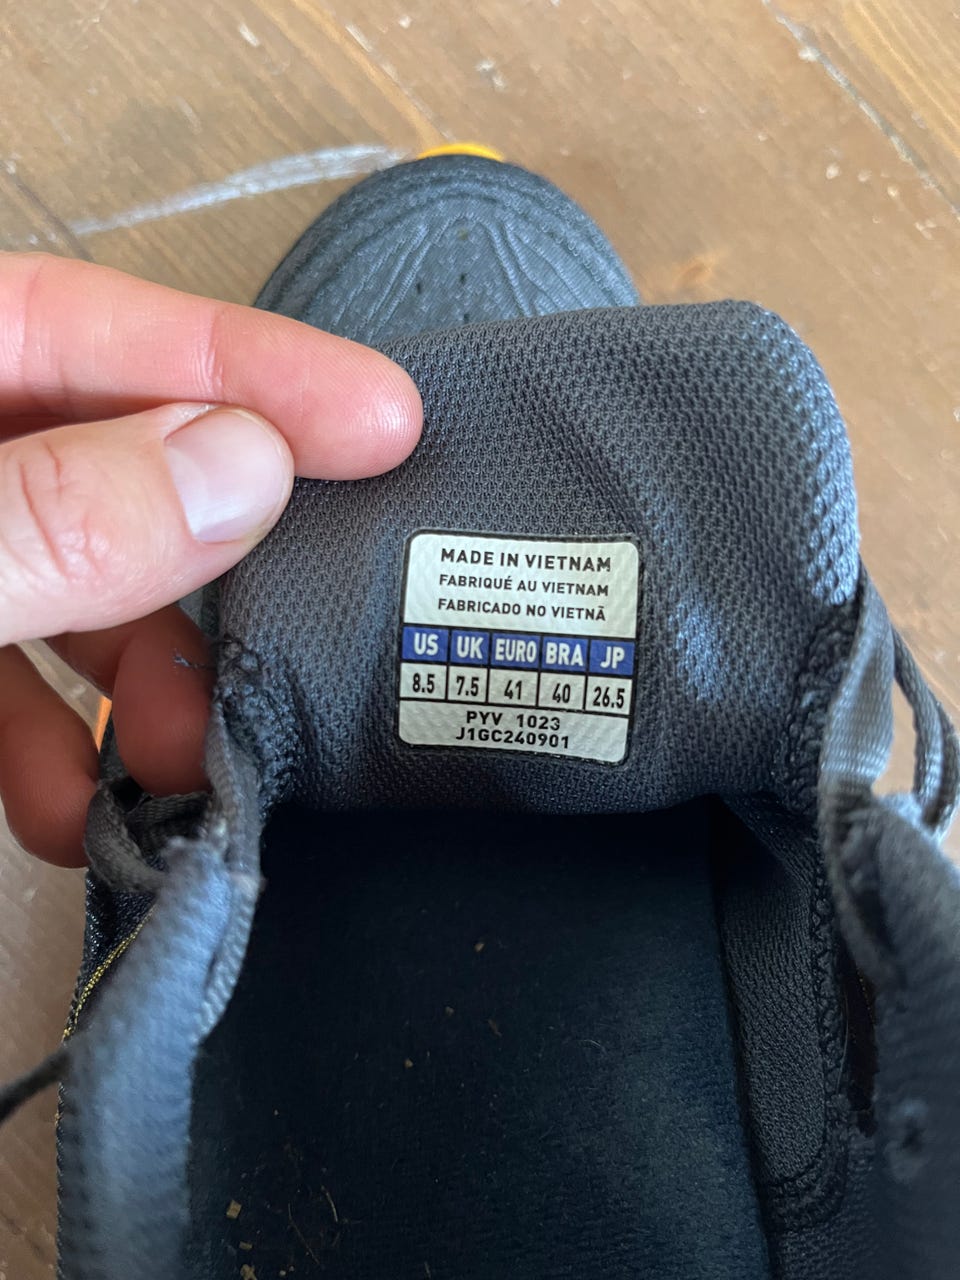 MADE IN VIETNAM
FABRIQUÉ AU VIETNAM
FABRICADO NO VIETNÃ
US UK EURO BRA JP
8.5 7.5 41 40 26.5
PYV 1023
J1GC240901